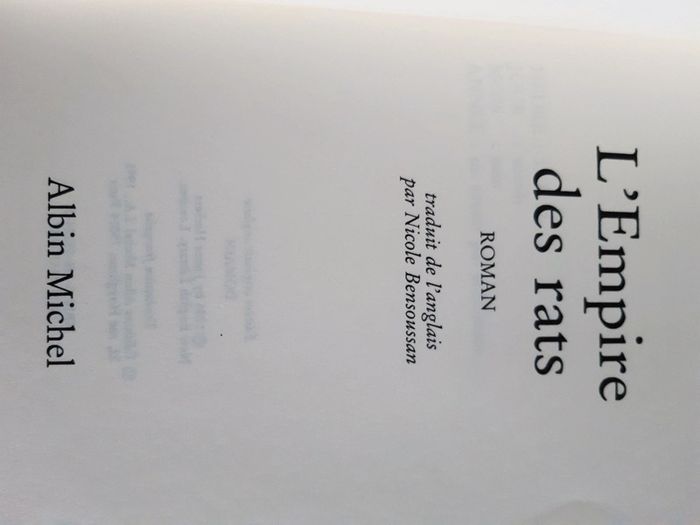 L'Empire
des rats
ROMAN
traduit de l'anglais
par Nicole Bensoussan
Albin Michel